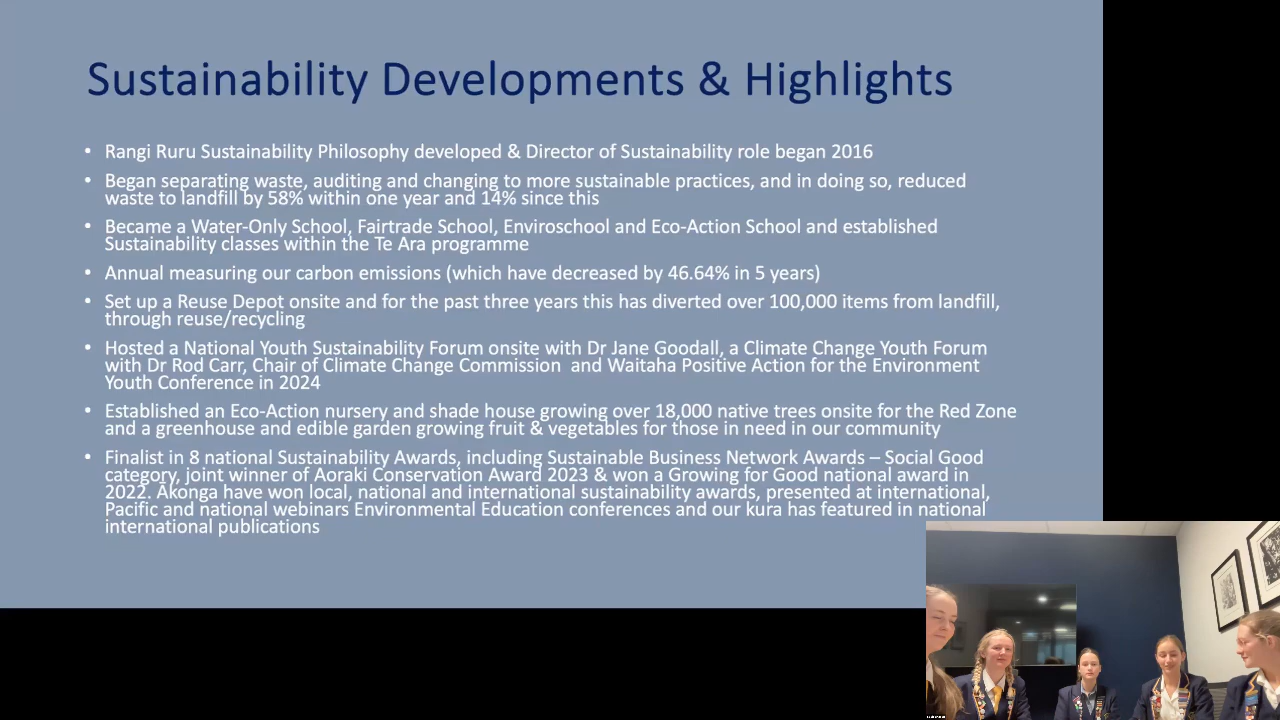 Sustainability Developments & Highlights
• Rangi Ruru Sustainability Philosophy developed & Director of Sustainability role began 2016
• Began separating waste, auditing and changing to more sustainable practices, and in doing so, reduced
waste to landfill by 58% within one year and 14% since this
• Became a Water-Only School, Fairtrade School, Enviroschool and Eco-Action School and established
Sustainability classes within the Te Ara programme
• Annual measuring our carbon emissions (which have decreased by 46.64% in 5 years)
• Set up a Reuse Depot onsite and for the past three years this has diverted over 100,000 items from landfill,
through reuse/recycling
• Hosted a National Youth Sustainability Forum onsite with Dr Jane Goodall, a Climate Change Youth Forum
with Dr Rod Carr, Chair of Climate Change Commission  and Waitaha Positive Action for the Environment
Youth Conference in 2024
• Established an Eco-Action nursery and shade house growing over 18,000 native trees onsite for the Red Zone
and a greenhouse and edible garden growing fruit & vegetables for those in need in our community
• Finalist in 8 national Sustainability Awards, including Sustainable Business Network Awards – Social Good
category, joint winner of Aoraki Conservation Award 2023 & won a Growing for Good national award in
2022. Ākonga have won local, national and international sustainability awards, presented at international,
Pacific and national webinars Environmental Education conferences and our kura has featured in national
international publications